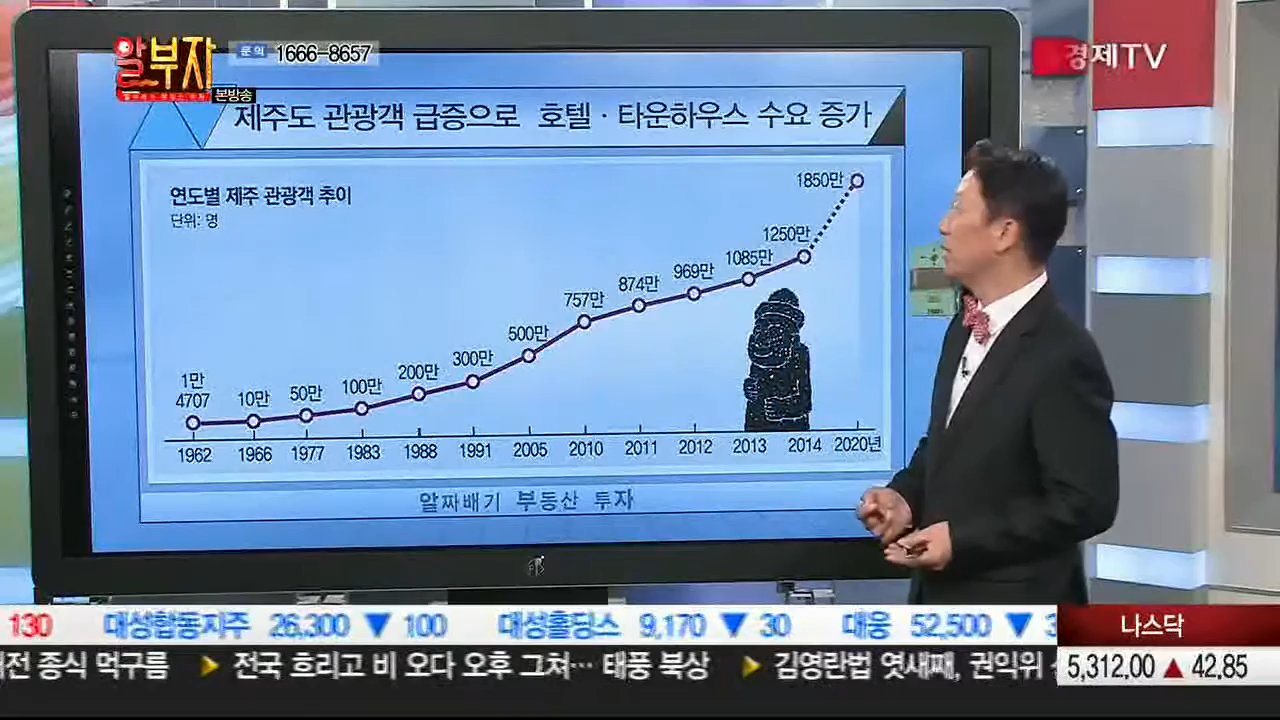 알부자
본방송
문의 1666-8657
경제TV
제주도 관광객 급증으로 호텔·타운하우스 수요 증가
연도별 제주 관광객 추이
단위: 명
1만
4707
10만
50만
100만
200만
300만
500만
757만
874만
969만
1085만
1250만
1850만
1962 1966 1977 1983 1988 1991 2005 2010 2011 2012 2013 2014 2020년
알짜배기 부동산 투자
130 대성합동지주 26,300 ▼ 100 대성홀딩스 9,170 ▼ 30 대웅 52,500 ▼
나스닥
종식 먹구름 ▶ 전국 흐리고 비 오다 오후 그쳐… 태풍 북상 ▶ 김영란법 엿새째, 권익위
5,312.00 ▲ 42.85